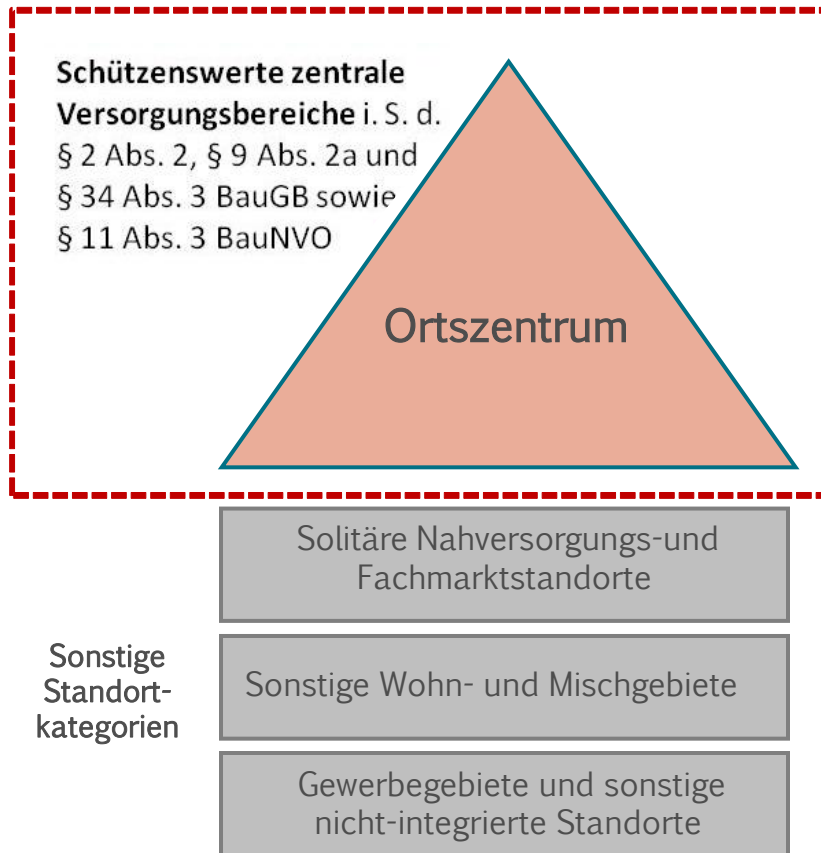 Schützenswerte zentrale
Versorgungsbereiche i. S. d.
§ 2 Abs. 2, § 9 Abs. 2a und
§ 34 Abs. 3 BauGB sowie
§ 11 Abs. 3 BauNVO
Ortszentrum
Solitäre Nahversorgungs-und
Fachmarktstandorte
Sonstige
Standort-
kategorien
Sonstige Wohn- und Mischgebiete
Gewerbegebiete und sonstige
nicht-integrierte Standorte